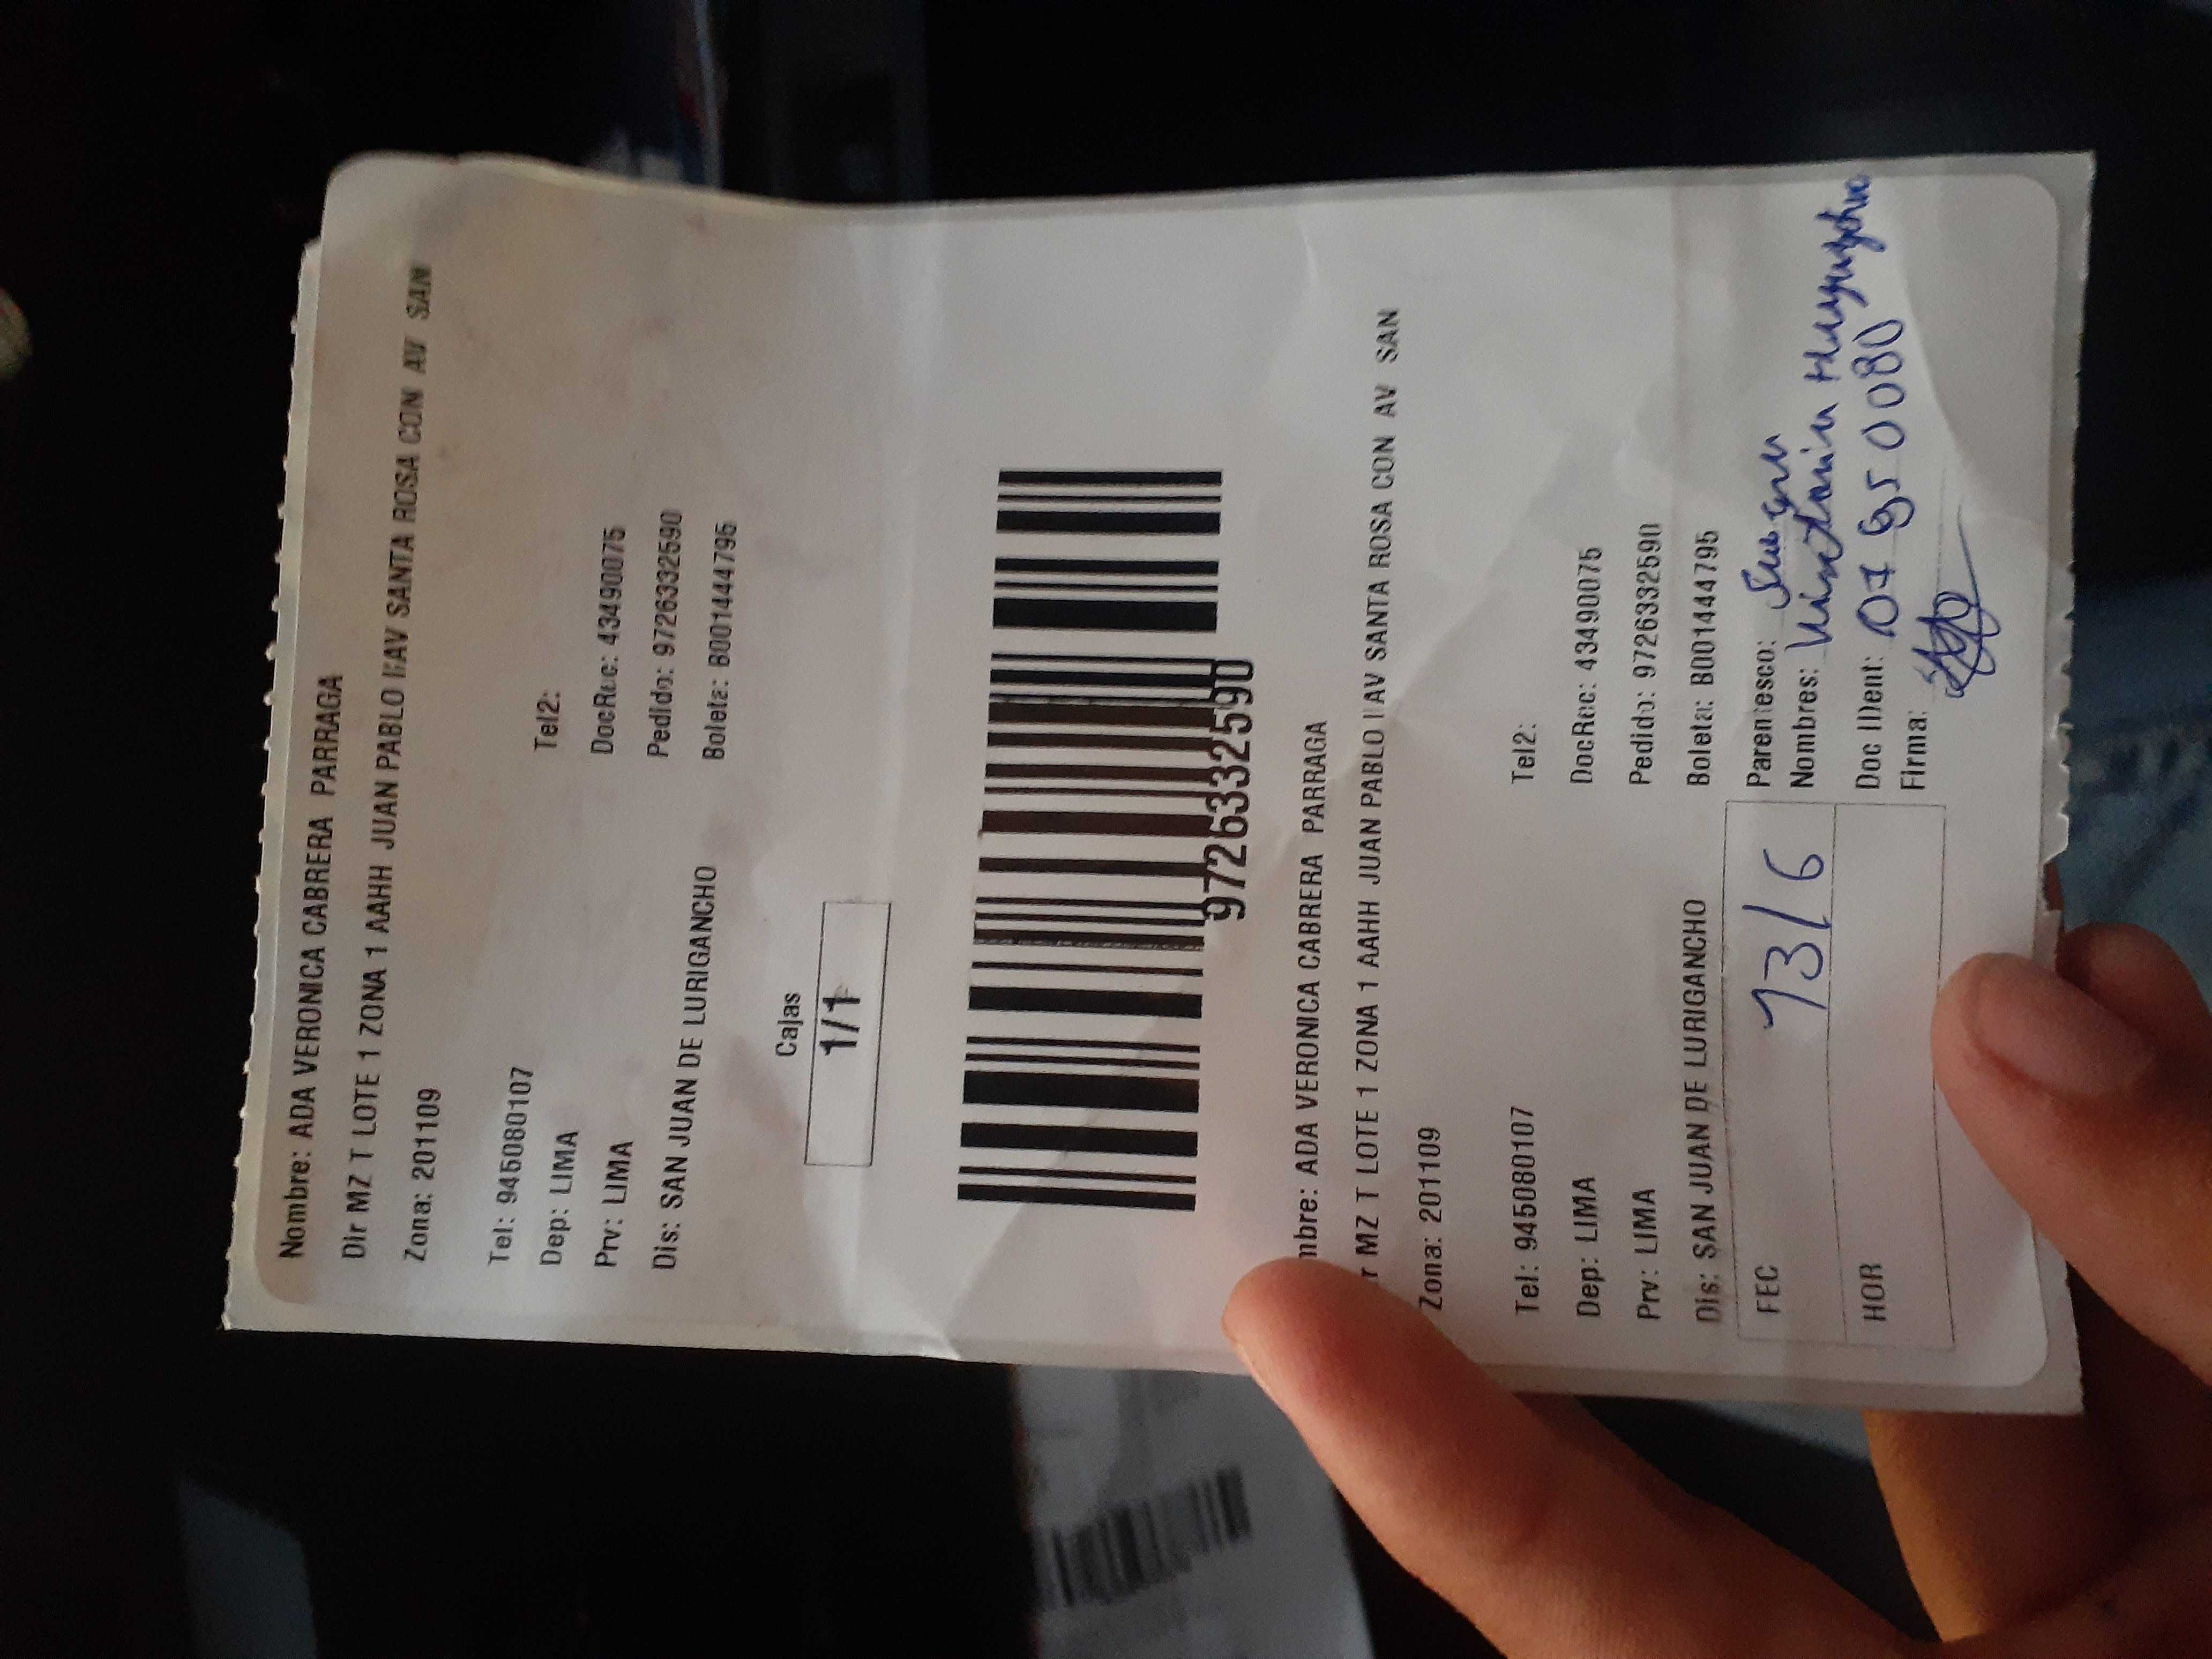 Nombre: ADA VERONICA CABRERA PARRAGA
Dir MZ T LOTE 1 ZONA 1 AAHH JUAN PABLO II AV SANTA ROSA CON AV SAN
Zona: 201109
Tel: 945080107 Tel2:
Dep: LIMA DocRec: 43490075
Prv: LIMA Pedido: 9726332590
Dis: SAN JUAN DE LURIGANCHO Boleta: B001444795
Cajas
1/1
9726332590
mbre: ADA VERONICA CABRERA PARRAGA
r MZ T LOTE 1 ZONA 1 AAHH JUAN PABLO II AV SANTA ROSA CON AV SAN
Zona: 201109
Tel: 945080107 Tel2:
Dep: LIMA DocRec: 43490075
Prv: LIMA Pedido: 9726332590
Dis: SAN JUAN DE LURIGANCHO Boleta: B001444795
FEC 13/6 Parentesco:
Nombres:
HOR Doc IDent:
Firma: